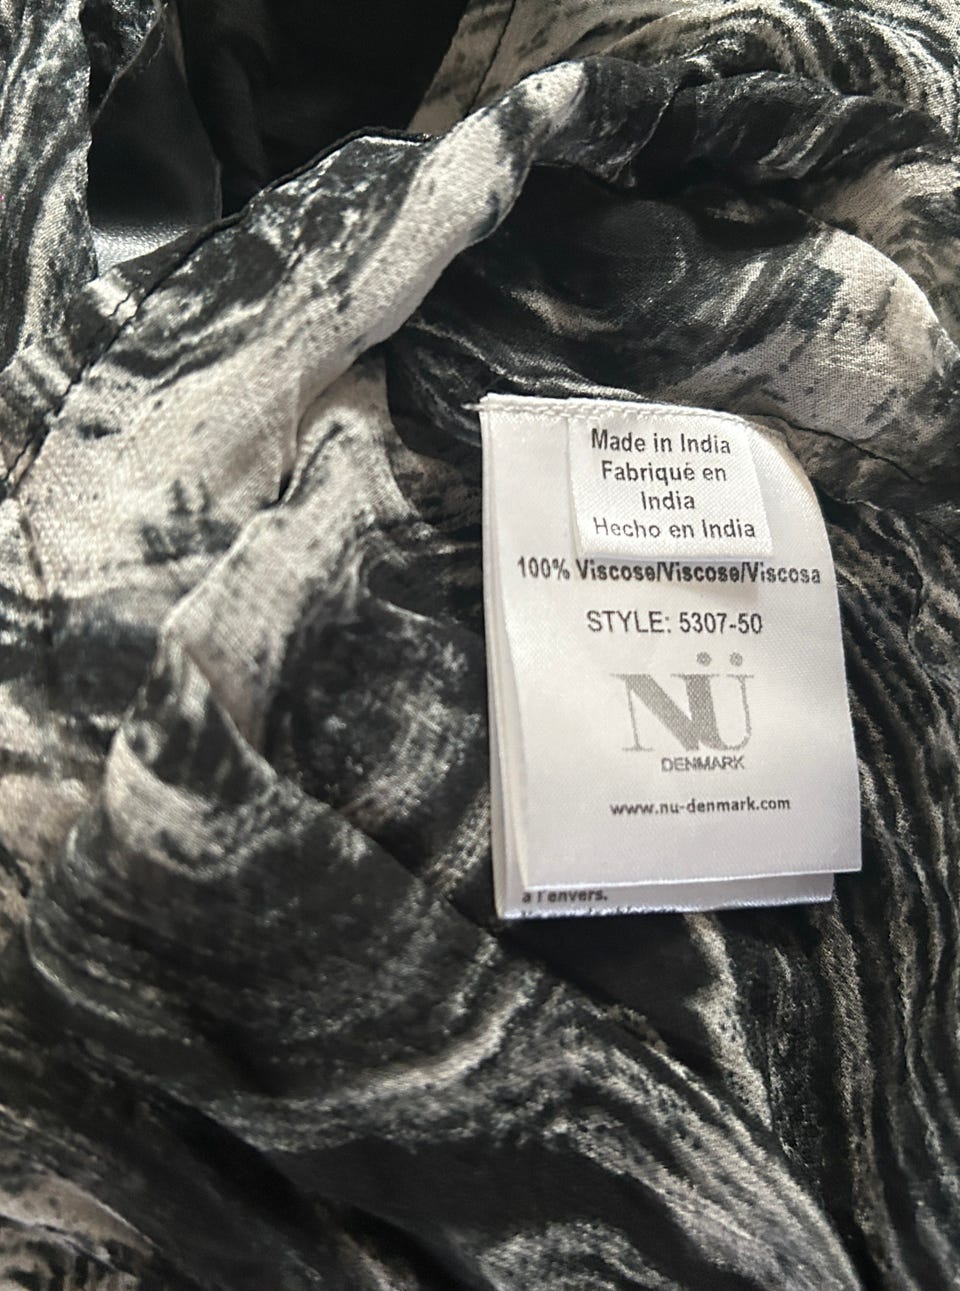 Made in India
Fabriqué en
India
Hecho en India
100% Viscose/Viscose/Viscosa
STYLE: 5307-50
NÜ
DENMARK
www.nu-denmark.com
à l'envers.